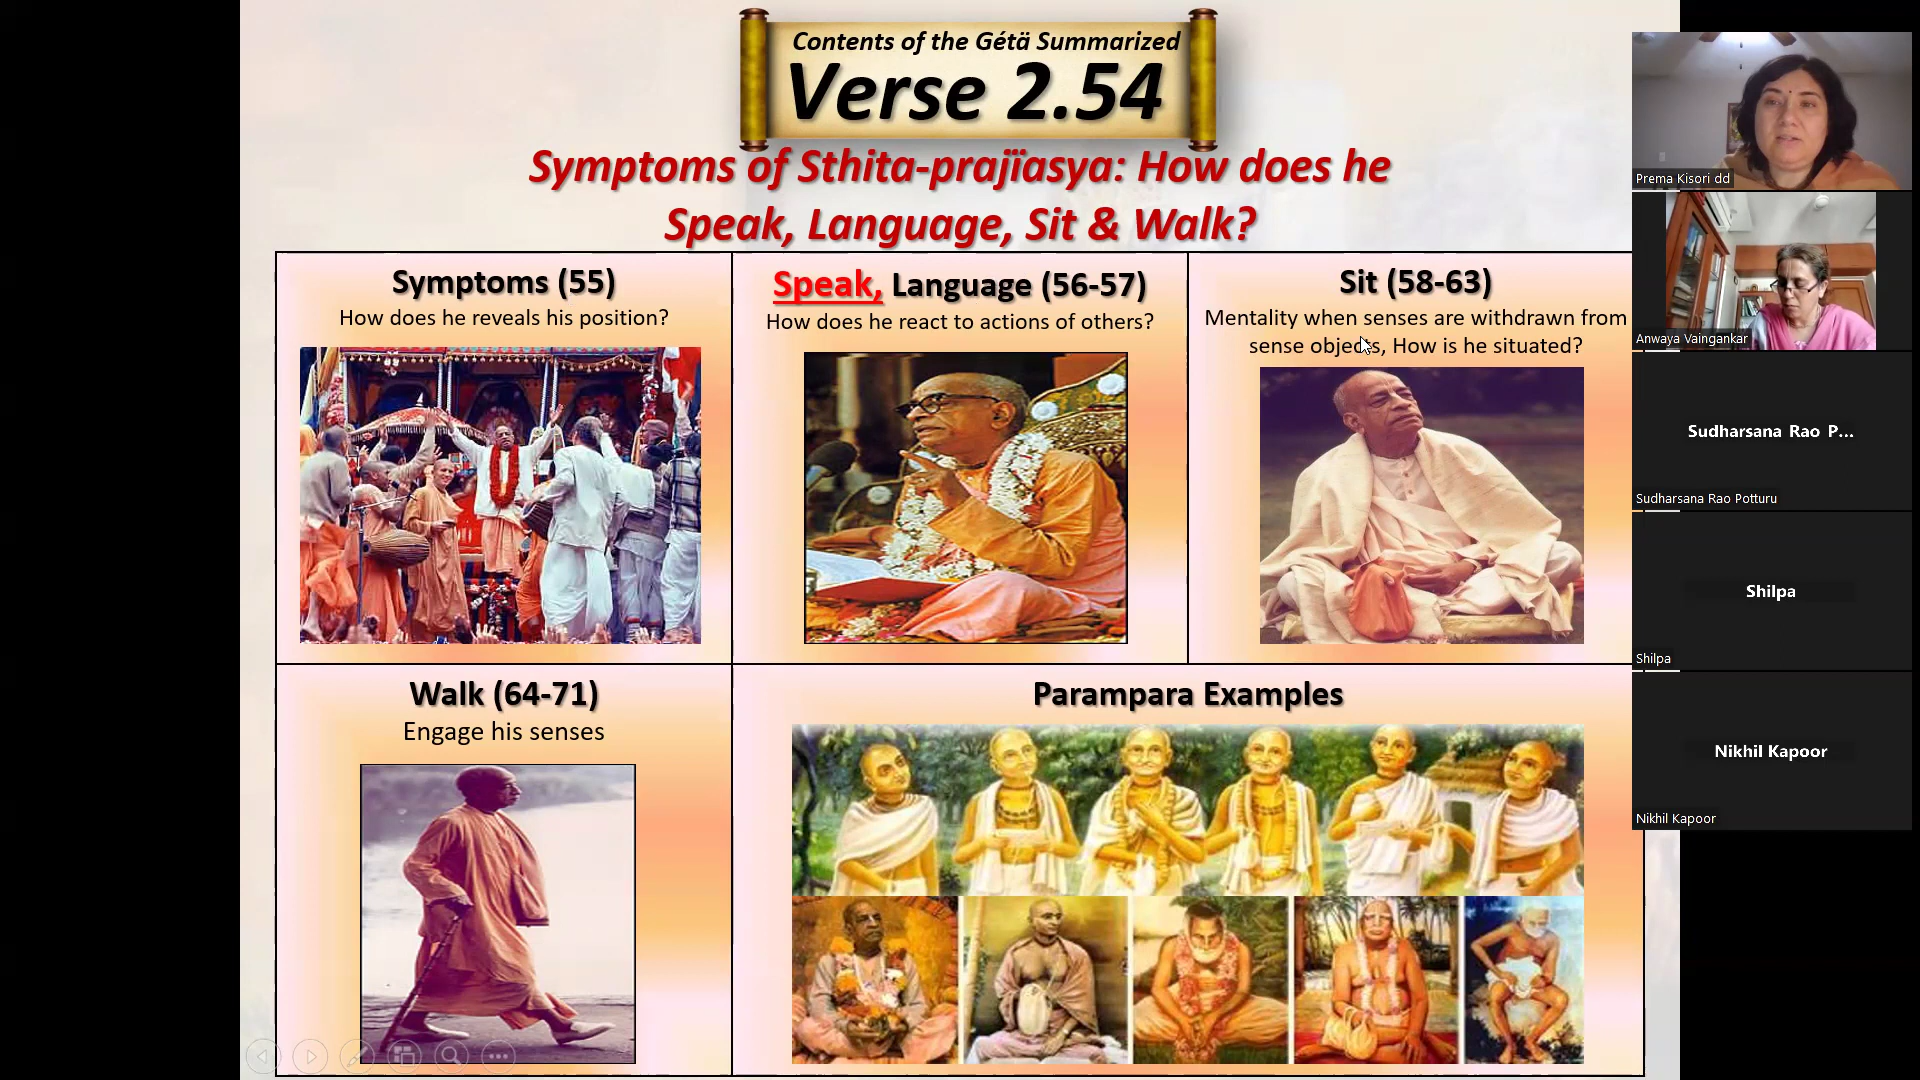 Contents of the Gétä Summarized
Verse 2.54
Symptoms of Sthita-prajïasya: How does he
Speak, Language, Sit & Walk?
Symptoms (55)
How does he reveals his position?
Speak, Language (56-57)
How does he react to actions of others?
Sit (58-63)
Mentality when senses are withdrawn from
sense objects, How is he situated?
Walk (64-71)
Engage his senses
Parampara Examples
Prema Kisori dd
Anwaya Vaingankar
Sudharsana Rao P...
Sudharsana Rao Potturu
Shilpa
Shilpa
Nikhil Kapoor
Nikhil Kapoor